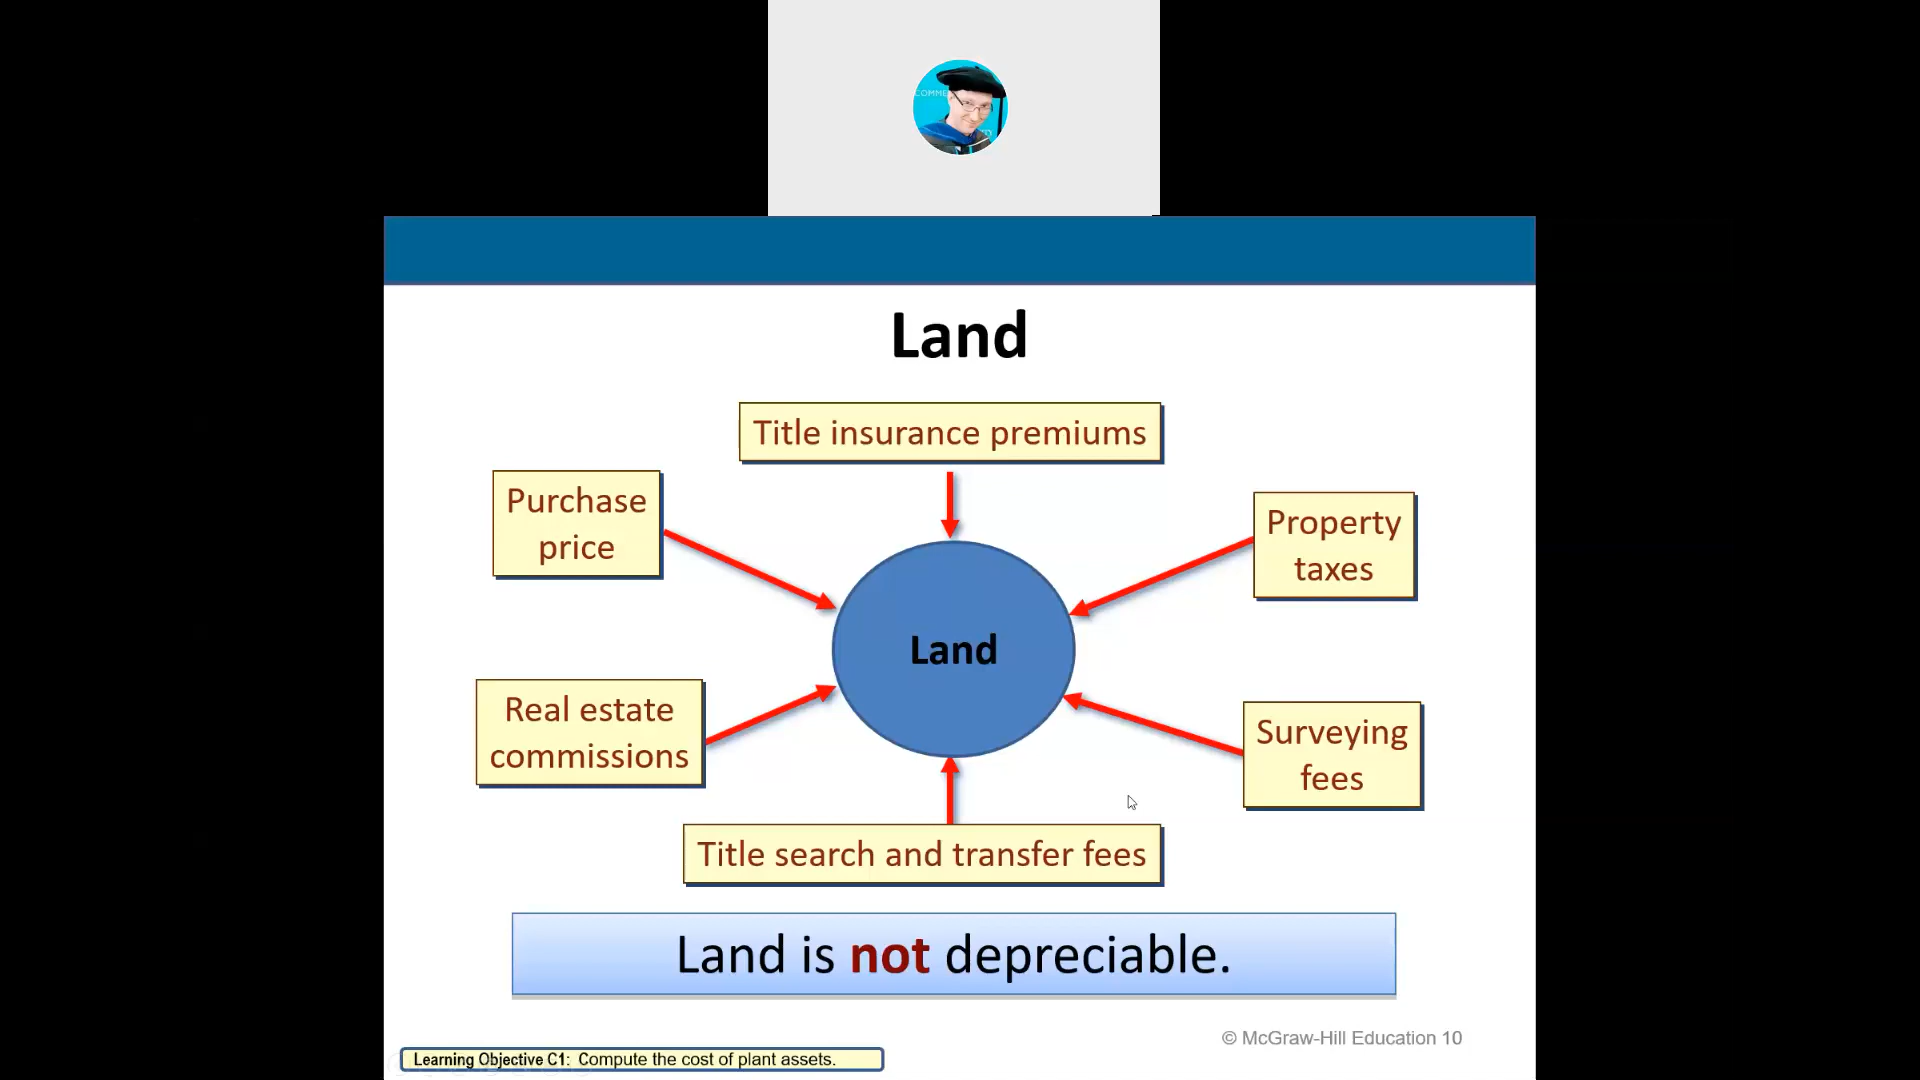 COMME
Land
Title insurance premiums
Purchase
price
Property
taxes
Land
Real estate
commissions
Surveying
fees
Title search and transfer fees
Land is not depreciable.
© McGraw-Hill Education 10
Learning Objective C1: Compute the cost of plant assets.